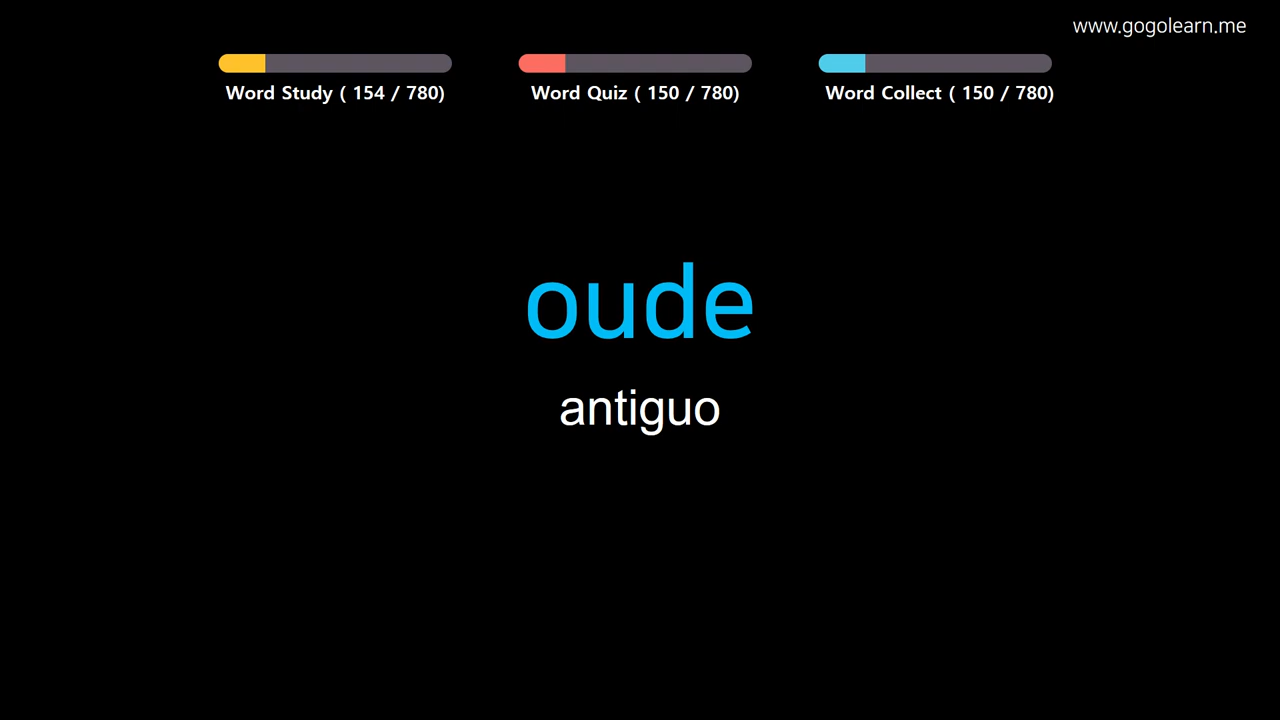 www.gogolearn.me
Word Study ( 154 / 780)
Word Quiz ( 150 / 780)
Word Collect ( 150 / 780)
oude
antiguo